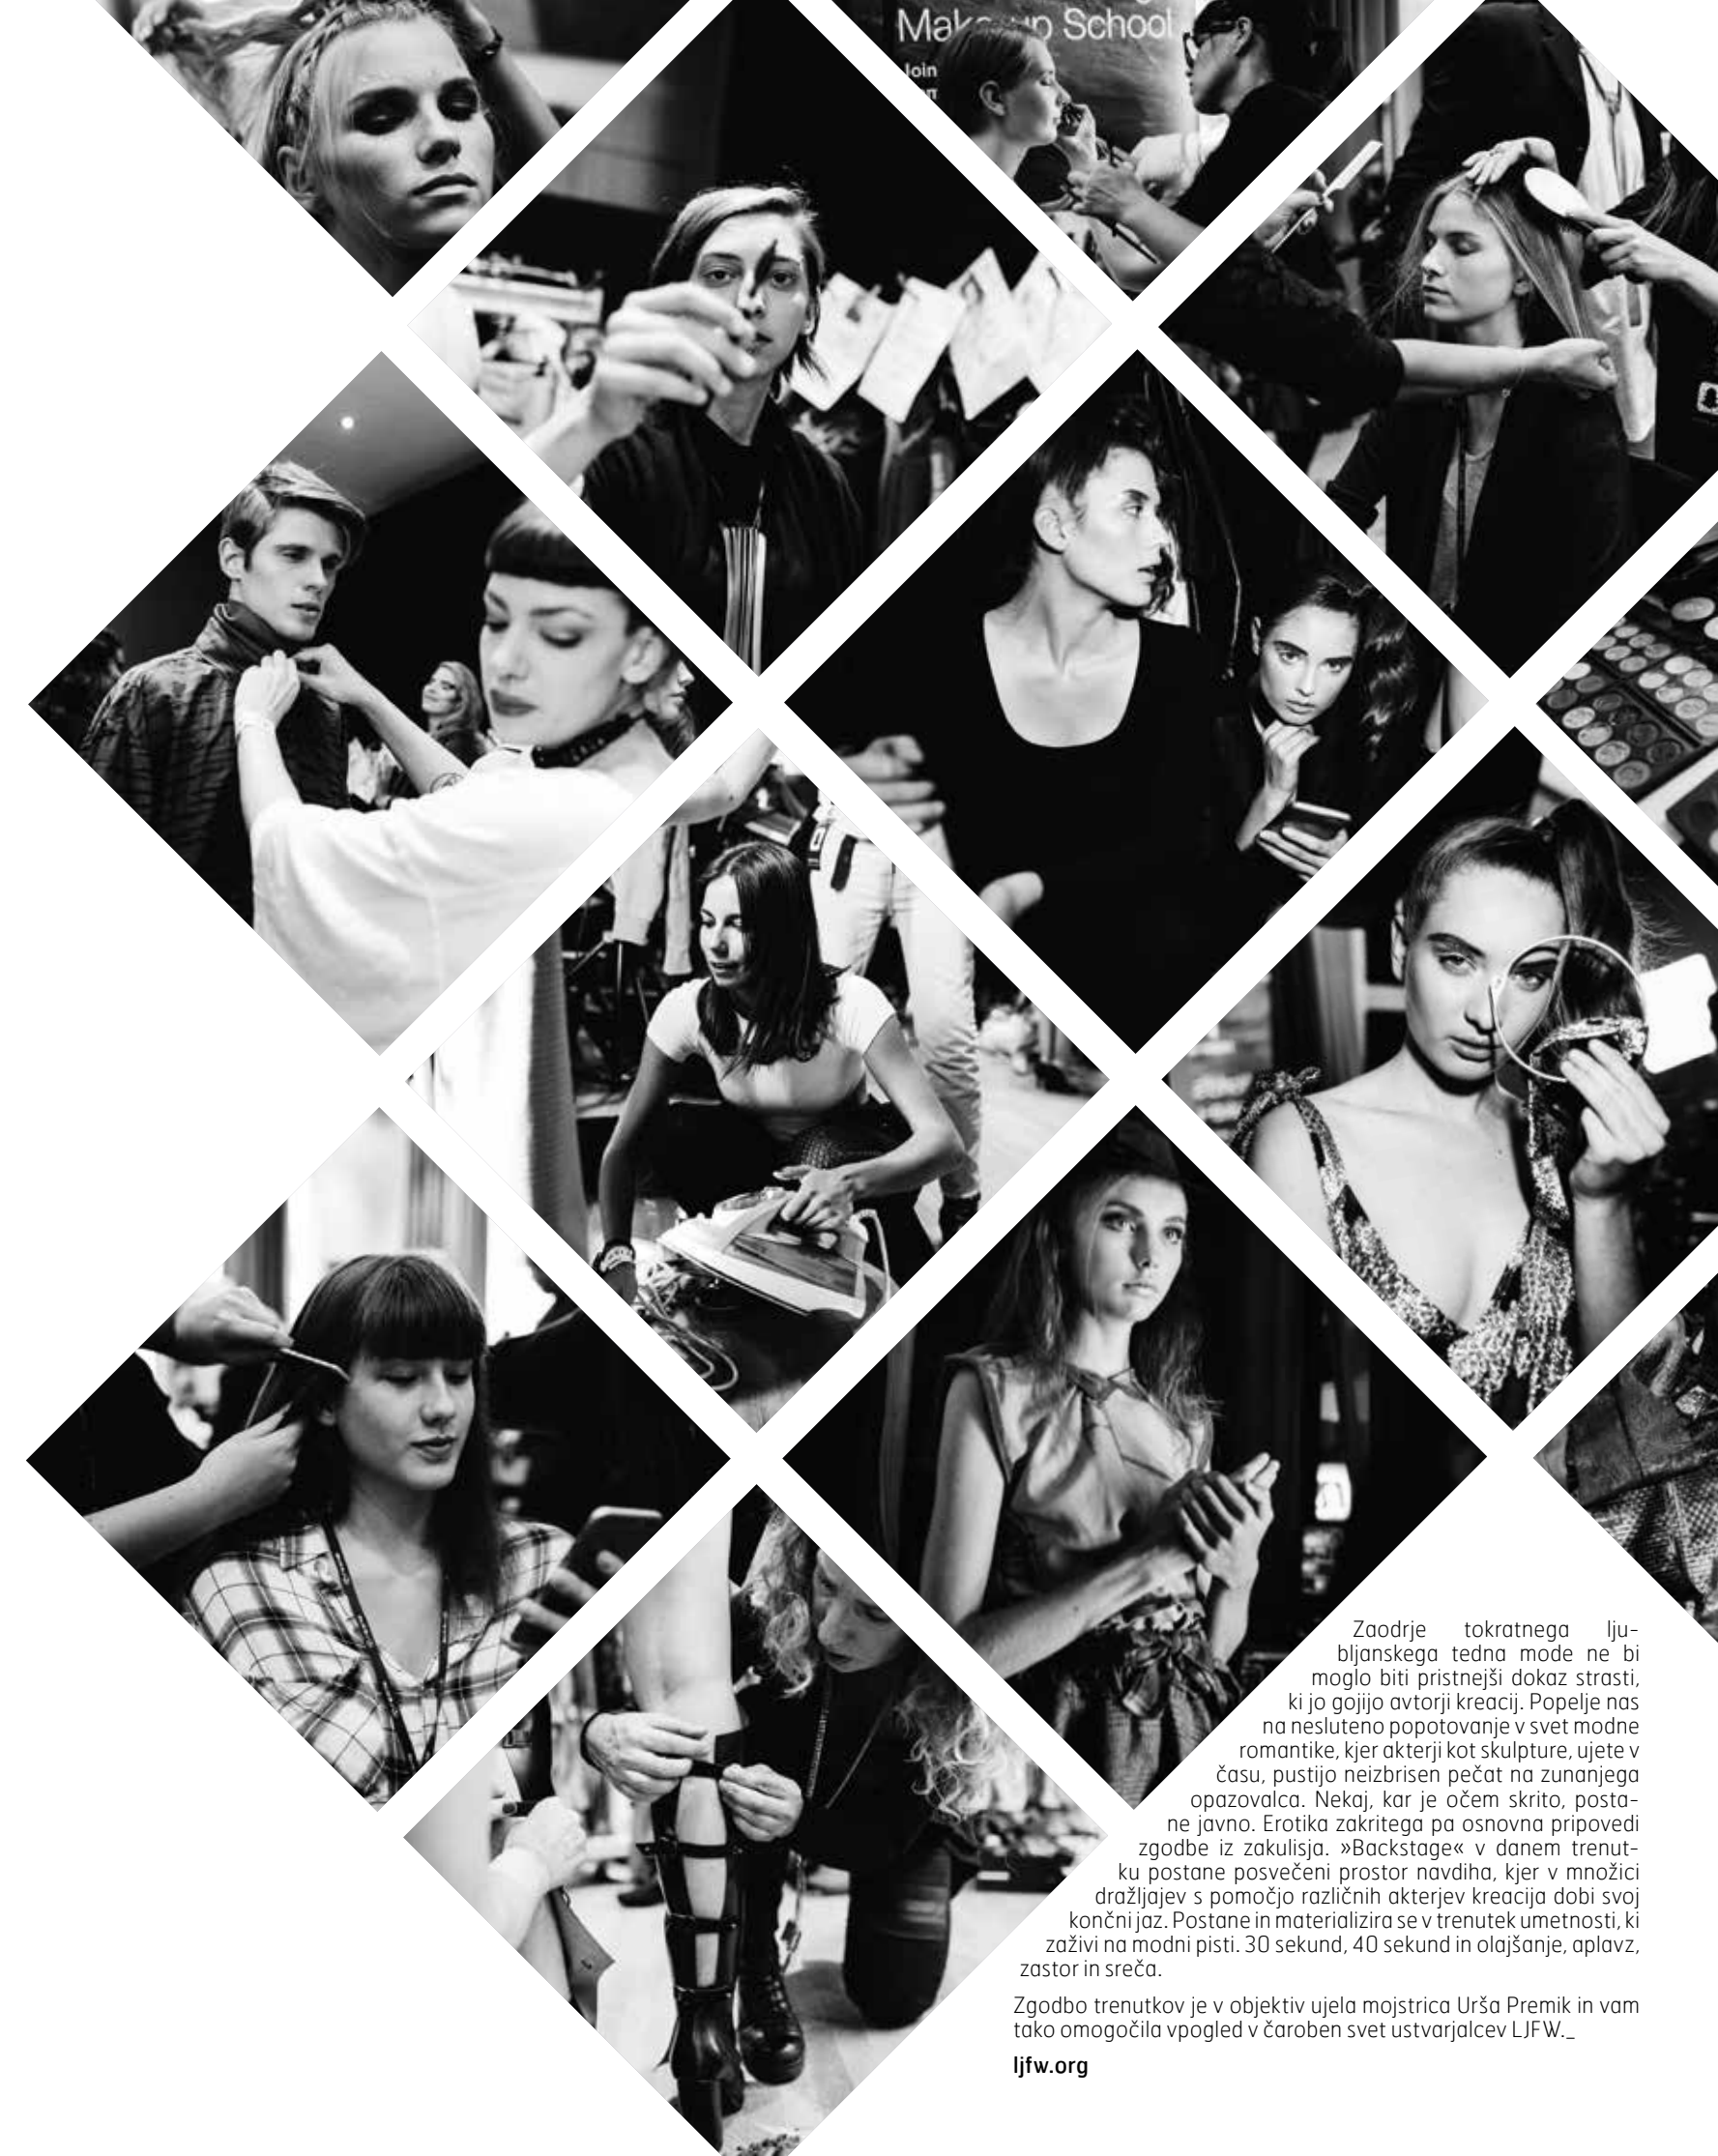 Make-up School
Join
Zaodrje tokratnega lju-
bljanskega tedna mode ne bi
moglo biti pristnejši dokaz strasti,
ki jo gojijo avtorji kreacij. Popelje nas
na nesluteno popotovanje v svet modne
romantike, kjer akterji kot skulpture, ujete v
času, pustijo neizbrisen pečat na zunanjega
opazovalca. Nekaj, kar je očem skrito, posta-
ne javno. Erotika zakritega pa osnovna pripovedi
zgodbe iz zakulisja. »Backstage« v danem trenut-
ku postane posvečeni prostor navdiha, kjer v množici
dražljajev s pomočjo različnih akterjev kreacija dobi svoj
končni jaz. Postane in materializira se v trenutek umetnosti, ki
zaživi na modni pisti. 30 sekund, 40 sekund in olajšanje, aplavz,
zastor in sreča.
Zgodbo trenutkov je v objektiv ujela mojstrica Urša Premik in vam
tako omogočila vpogled v čaroben svet ustvarjalcev LJFW._
ljfw.org